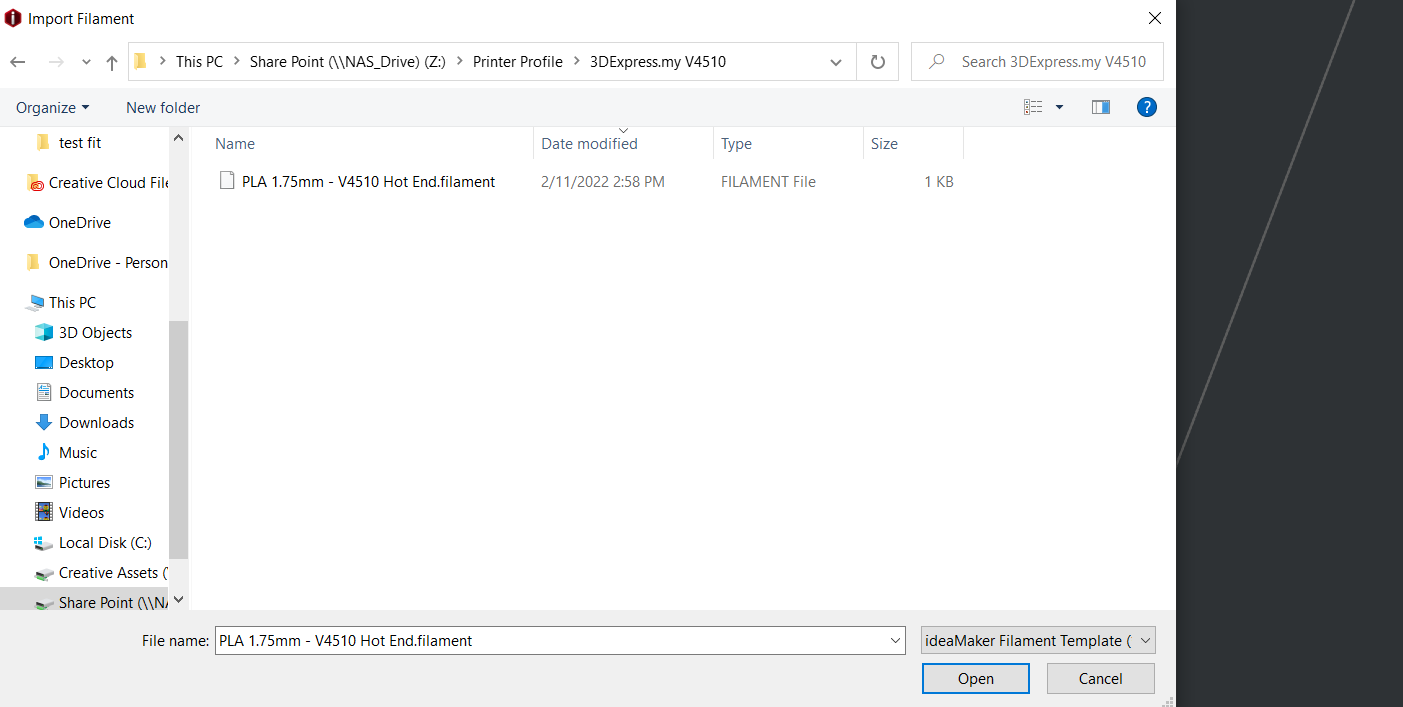 Import Filament
This PC Share Point (\\NAS_Drive) (Z:) Printer Profile 3DExpress.my V4510 Search 3DExpress.my V4510
Organize New folder ?
test fit
Creative Cloud File
OneDrive
OneDrive - Person
This PC
3D Objects
Desktop
Documents
Downloads
Music
Pictures
Videos
Local Disk (C:)
Creative Assets (
Share Point (\\NA
Name Date modified Type Size
PLA 1.75mm - V4510 Hot End.filament 2/11/2022 2:58 PM FILAMENT File 1 KB
File name: PLA 1.75mm - V4510 Hot End.filament ideaMaker Filament Template (
Open Cancel